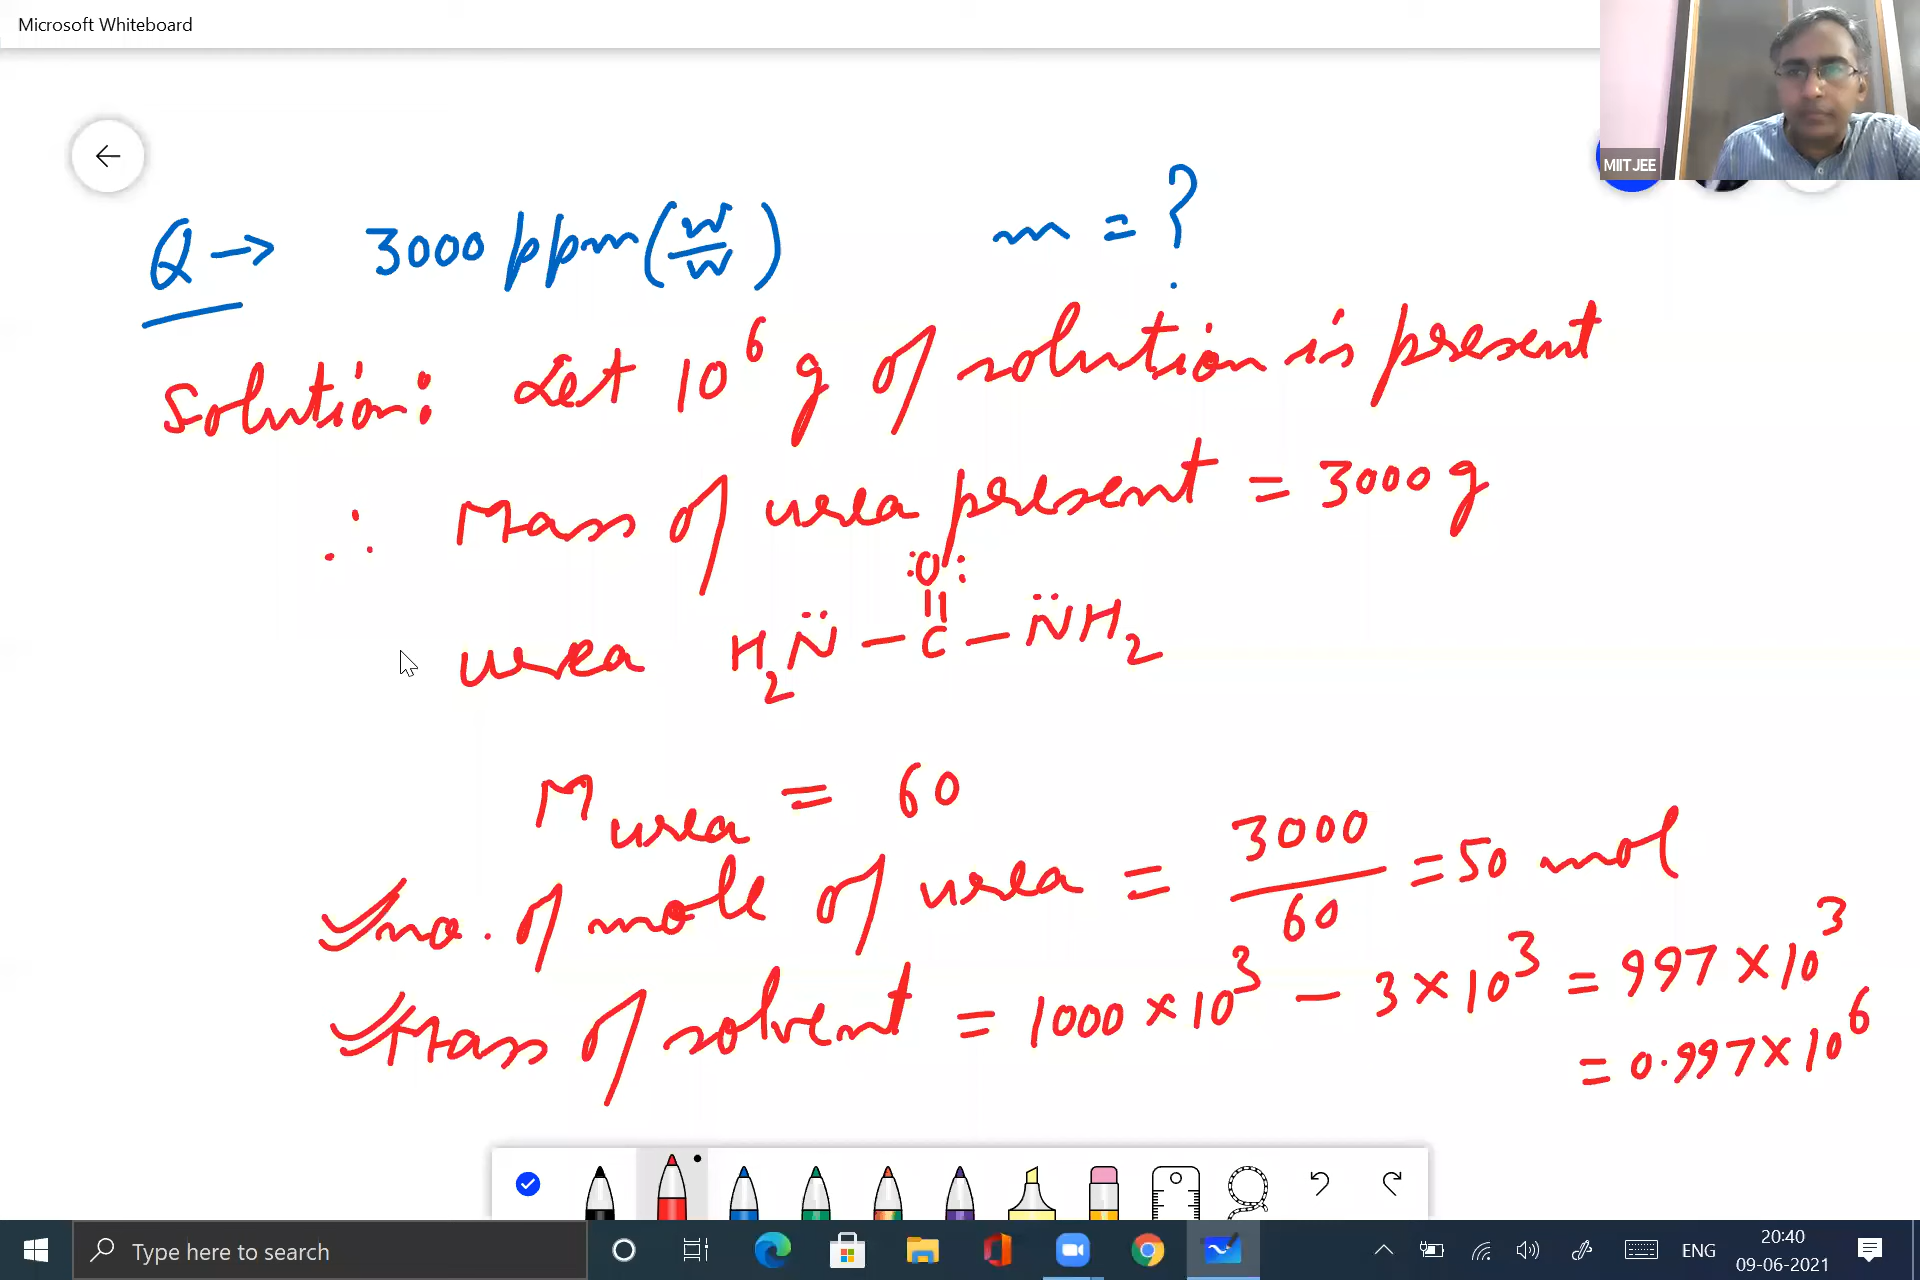 Microsoft Whiteboard
MIITJEE
Q → 3000 ppm (w/w) m = ?
Solution: Let 10⁶ g of solution is present
∴ Mass of urea present = 3000 g
:O:
||
urea H₂N̈ – C – N̈H₂
M urea = 60
no. of mole of urea = 3000/60 = 50 mol
Mass of solvent = 1000 × 10³ – 3 × 10³ = 997 × 10³
= 0.997 × 10⁶
Type here to search
ENG
20:40
09-06-2021